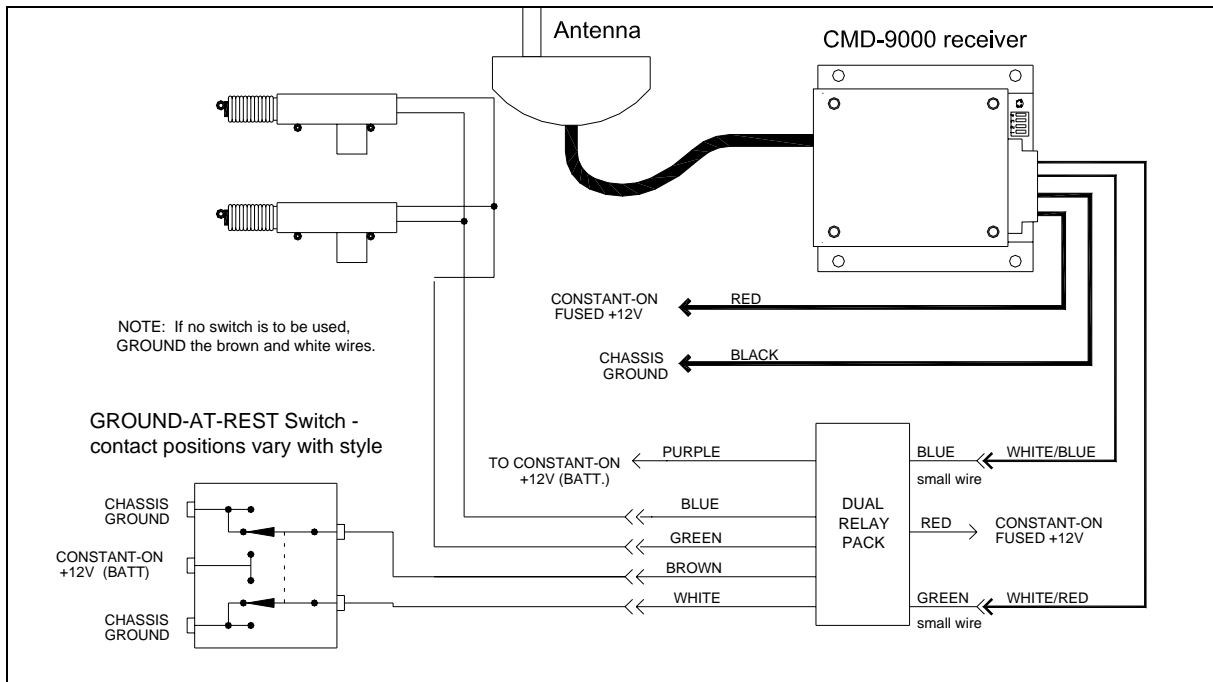 Antenna
CMD-9000 receiver
CONSTANT-ON
FUSED +12V
RED
NOTE: If no switch is to be used,
GROUND the brown and white wires.
CHASSIS
GROUND
BLACK
GROUND-AT-REST Switch -
contact positions vary with style
TO CONSTANT-ON
+12V (BATT.)
PURPLE
BLUE
GREEN
BROWN
WHITE
DUAL
RELAY
PACK
BLUE
small wire
WHITE/BLUE
RED
CONSTANT-ON
FUSED +12V
GREEN
small wire
WHITE/RED
CHASSIS
GROUND
CONSTANT-ON
+12V (BATT)
CHASSIS
GROUND